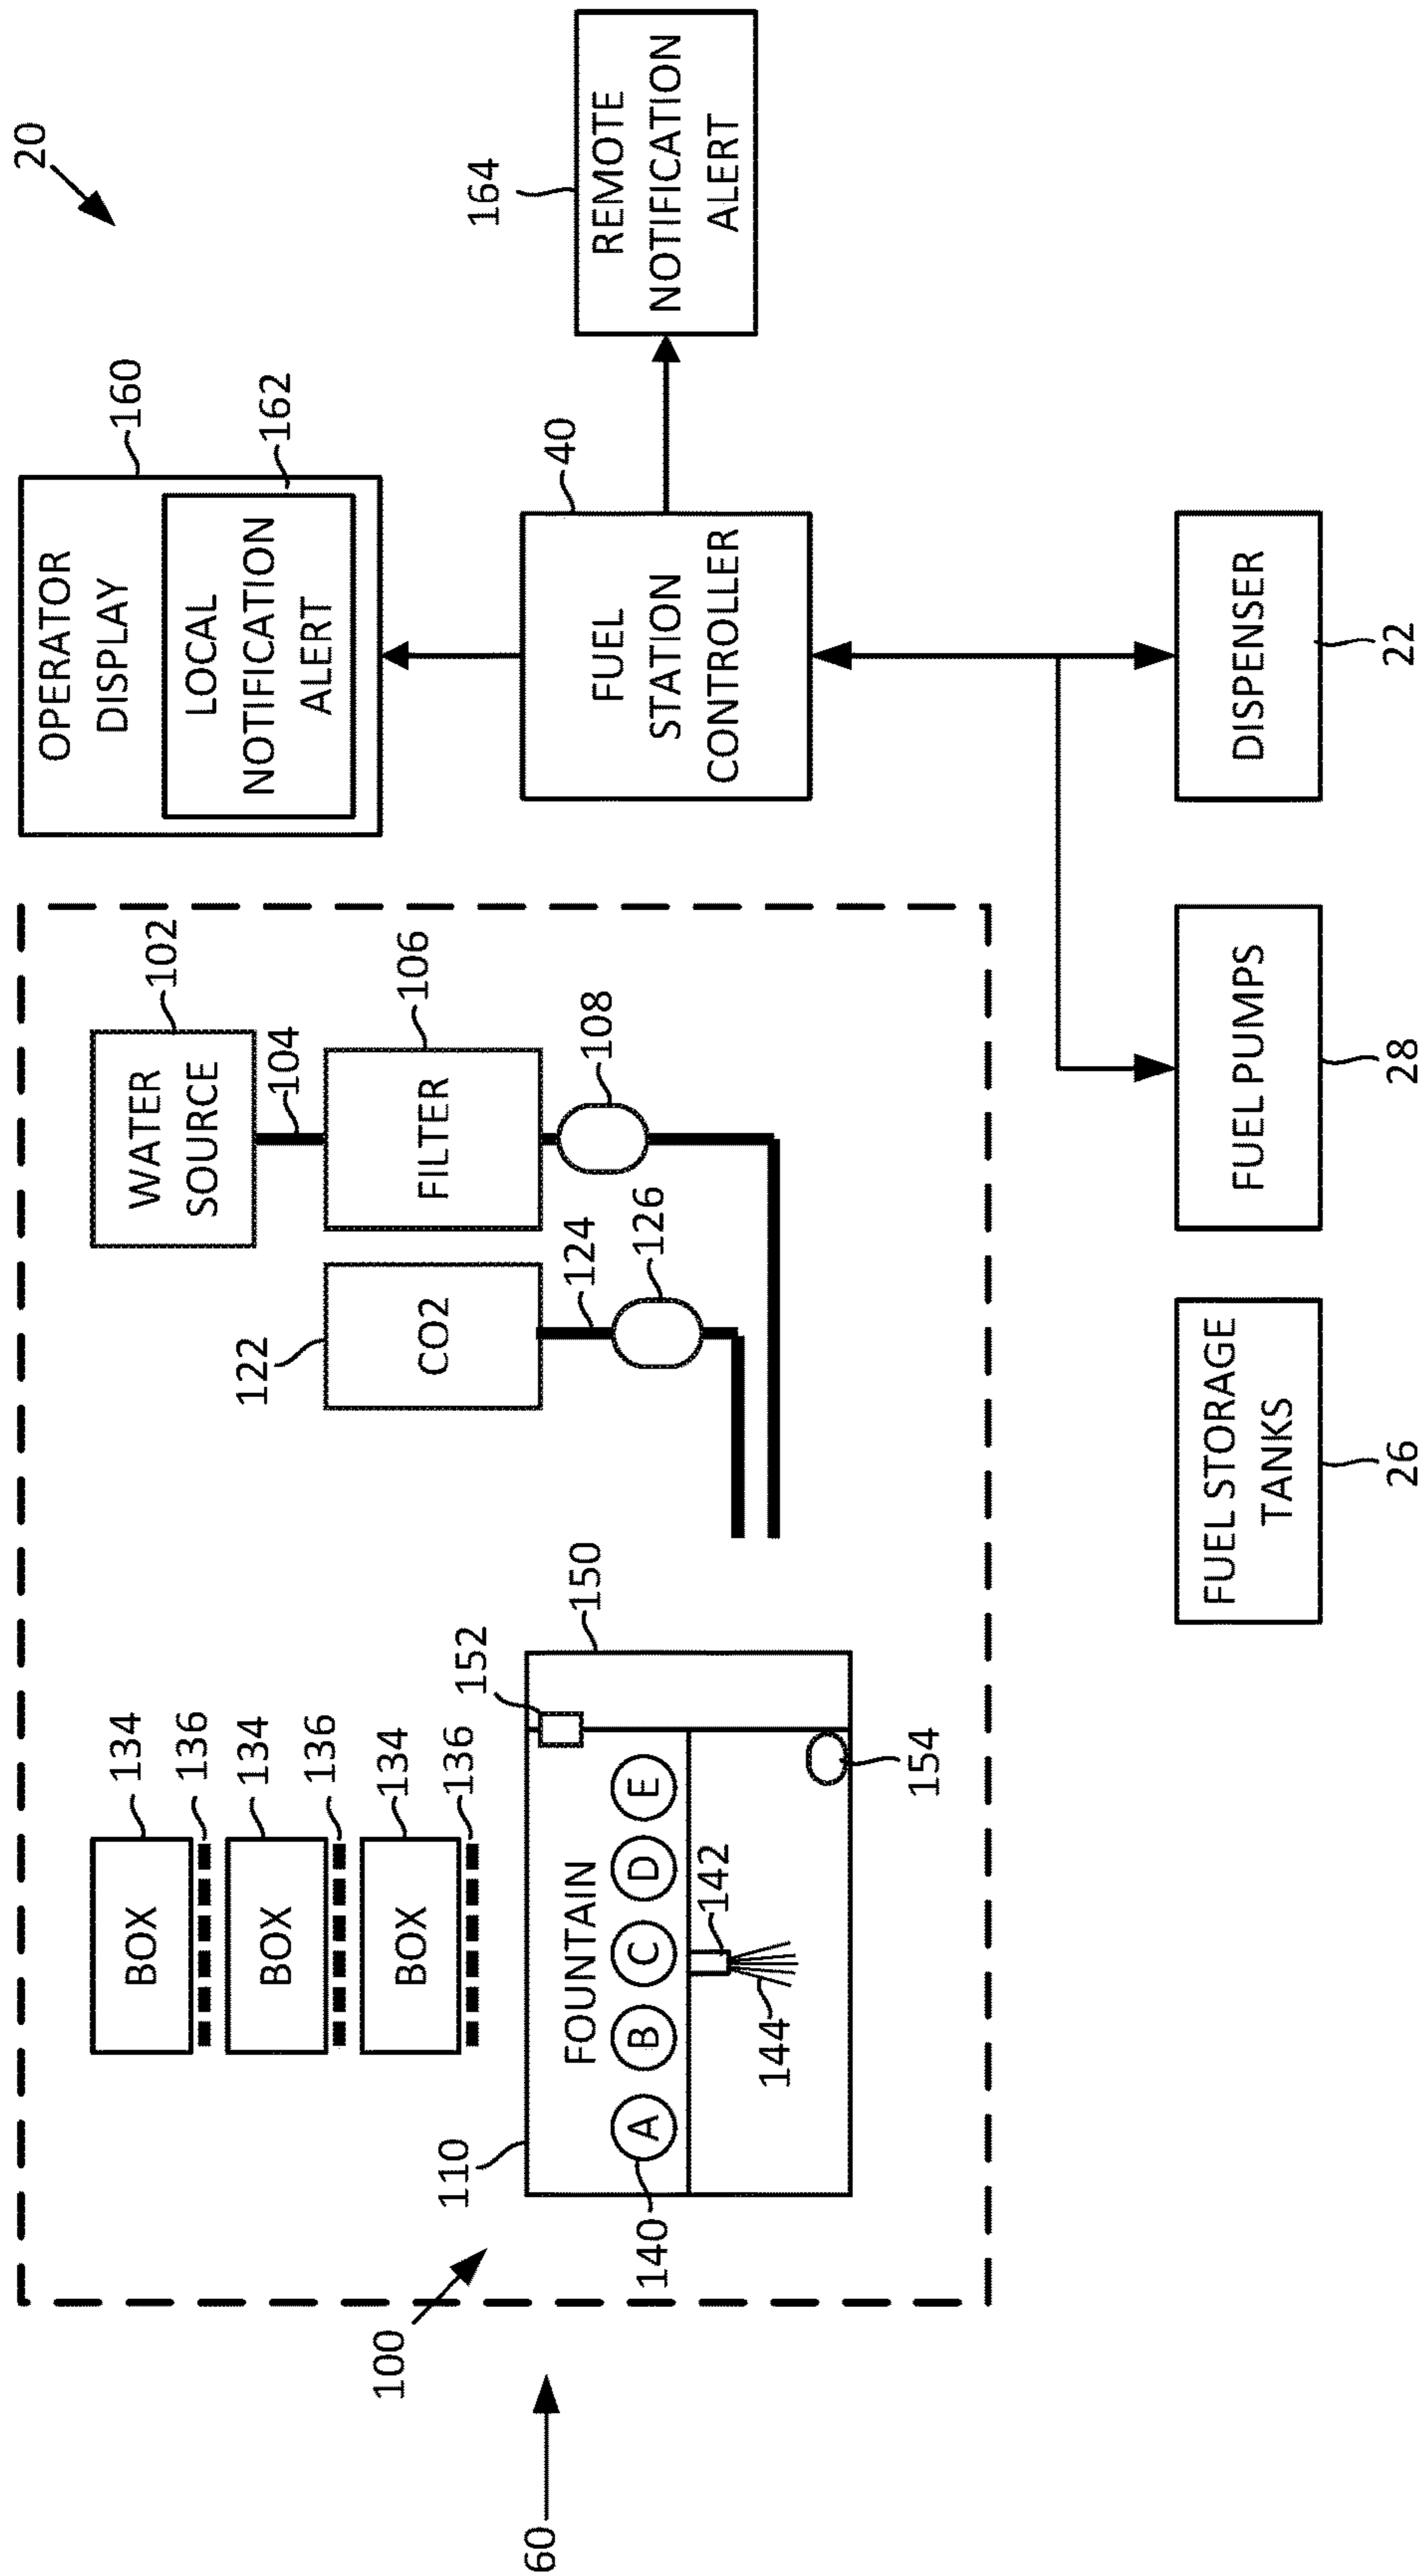 20
60
100
134
BOX
136
134
BOX
136
134
BOX
136
110
FOUNTAIN
A B C D E
140
142
144
150
152
154
WATER
SOURCE
102
104
FILTER
106
108
122
CO2
124
126
OPERATOR
DISPLAY
160
LOCAL
NOTIFICATION
ALERT
162
FUEL
STATION
CONTROLLER
40
164
REMOTE
NOTIFICATION
ALERT
FUEL STORAGE
TANKS
26
FUEL PUMPS
28
DISPENSER
22